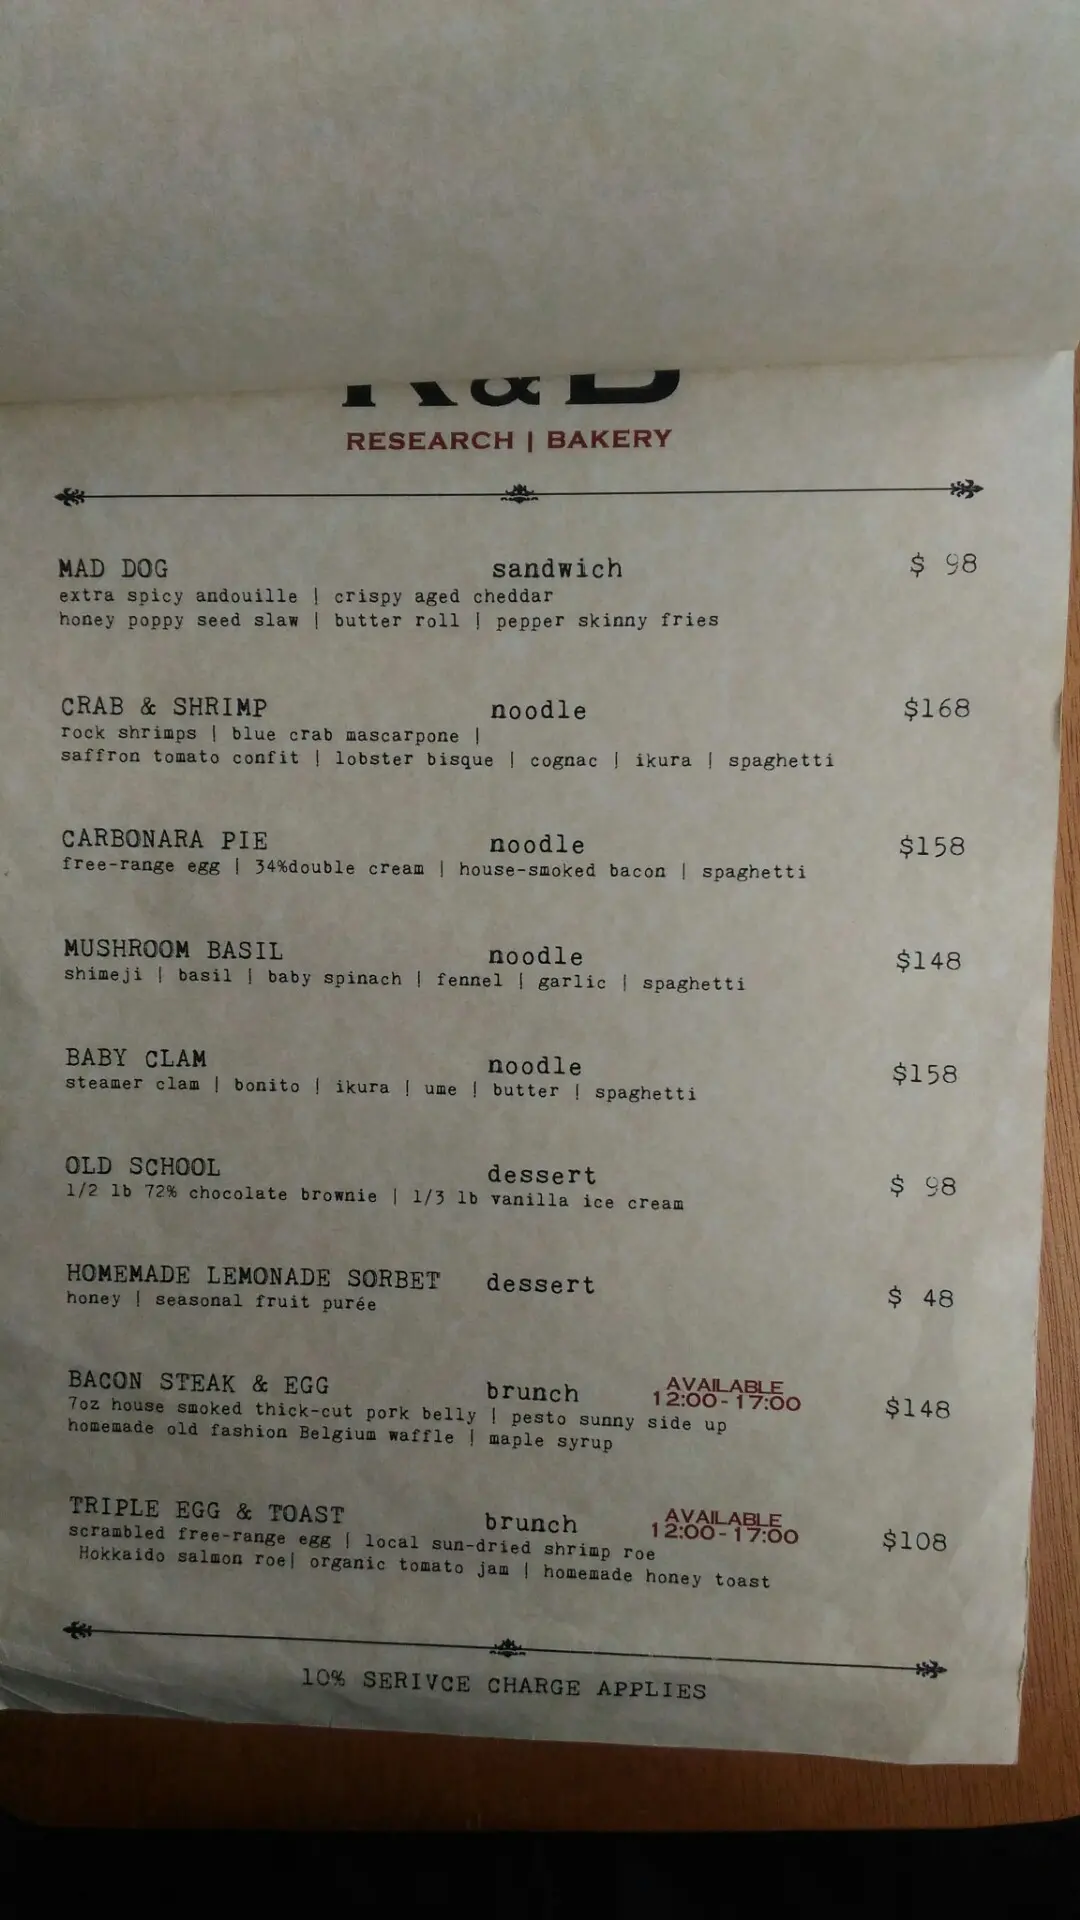 R&B
RESEARCH | BAKERY
MAD DOG sandwich $ 98
extra spicy andouille | crispy aged cheddar
honey poppy seed slaw | butter roll | pepper skinny fries
CRAB & SHRIMP noodle $168
rock shrimps | blue crab mascarpone |
saffron tomato confit | lobster bisque | cognac | ikura | spaghetti
CARBONARA PIE noodle $158
free-range egg | 34%double cream | house-smoked bacon | spaghetti
MUSHROOM BASIL noodle $148
shimeji | basil | baby spinach | fennel | garlic | spaghetti
BABY CLAM noodle $158
steamer clam | bonito | ikura | ume | butter | spaghetti
OLD SCHOOL dessert $ 98
1/2 lb 72% chocolate brownie | 1/3 lb vanilla ice cream
HOMEMADE LEMONADE SORBET dessert $ 48
honey | seasonal fruit purée
BACON STEAK & EGG brunch AVAILABLE 12:00-17:00 $148
7oz house smoked thick-cut pork belly | pesto sunny side up
homemade old fashion Belgium waffle | maple syrup
TRIPLE EGG & TOAST brunch AVAILABLE 12:00-17:00 $108
scrambled free-range egg | local sun-dried shrimp roe
Hokkaido salmon roe| organic tomato jam | homemade honey toast
10% SERIVCE CHARGE APPLIES